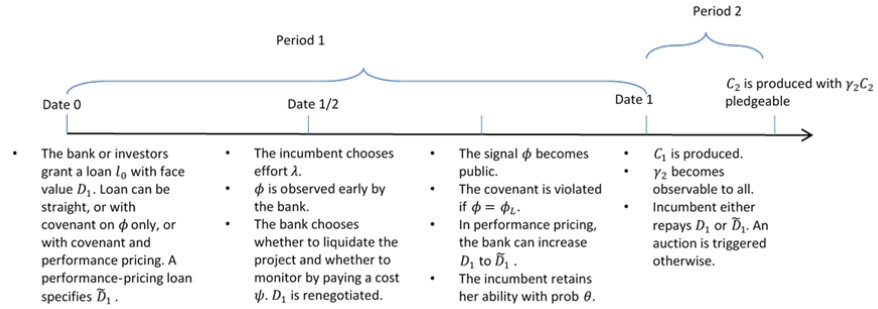 Period 2
Period 1
C₂ is produced with γ₂C₂
pledgeable
Date 0
Date 1/2
Date 1
• The bank or investors
grant a loan l₀ with face
value D₁. Loan can be
straight, or with
covenant on ϕ only, or
with covenant and
performance pricing. A
performance-pricing loan
specifies D̃₁ .
• The incumbent chooses
effort λ.
• ϕ is observed early by
the bank.
• The bank chooses
whether to liquidate the
project and whether to
monitor by paying a cost
ψ. D₁ is renegotiated.
• The signal ϕ becomes
public.
• The covenant is violated
if ϕ = ϕ_L.
• In performance pricing,
the bank can increase
D₁ to D̃₁ .
• The incumbent retains
her ability with prob θ.
• C₁ is produced.
• γ₂ becomes
observable to all.
• Incumbent either
repays D₁ or D̃₁. An
auction is triggered
otherwise.